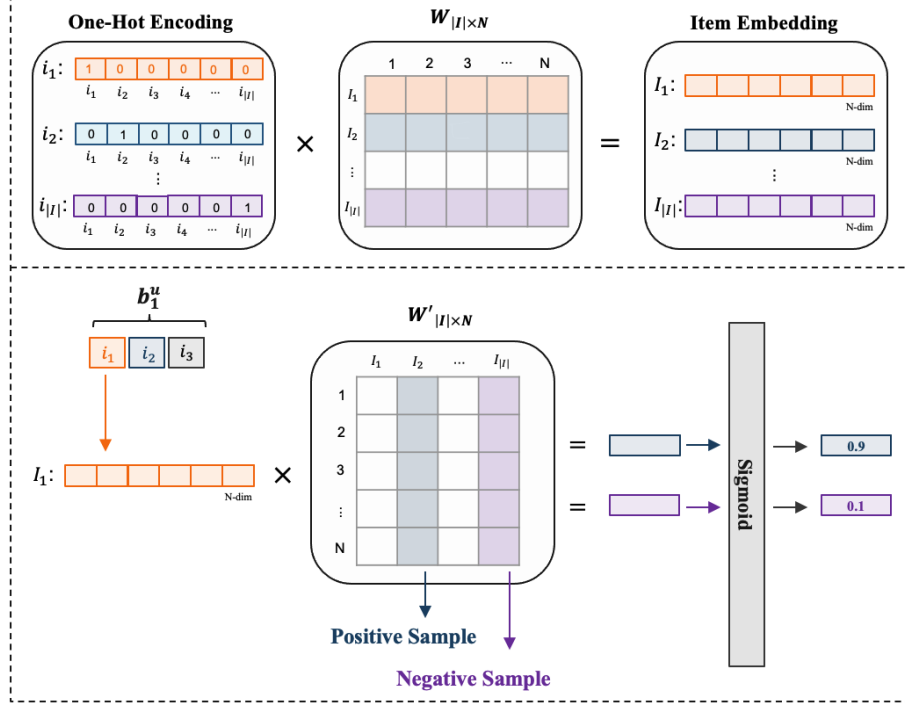 One-Hot Encoding
W|I|×N
Item Embedding
i1: 1 0 0 0 0 0
i1 i2 i3 i4 ... i|I|
i2: 0 1 0 0 0 0
i1 i2 i3 i4 ... i|I|
⋮
i|I|: 0 0 0 0 0 1
i1 i2 i3 i4 ... i|I|
×
1 2 3 ... N
I1
I2
⋮
I|I|
=
I1:
N-dim
I2:
N-dim
⋮
I|I|:
N-dim
b1u
i1 i2 i3
I1:
N-dim
×
W'|I|×N
I1 I2 ... I|I|
1
2
3
⋮
N
Positive Sample
Negative Sample
=
=
Sigmoid
0.9
0.1